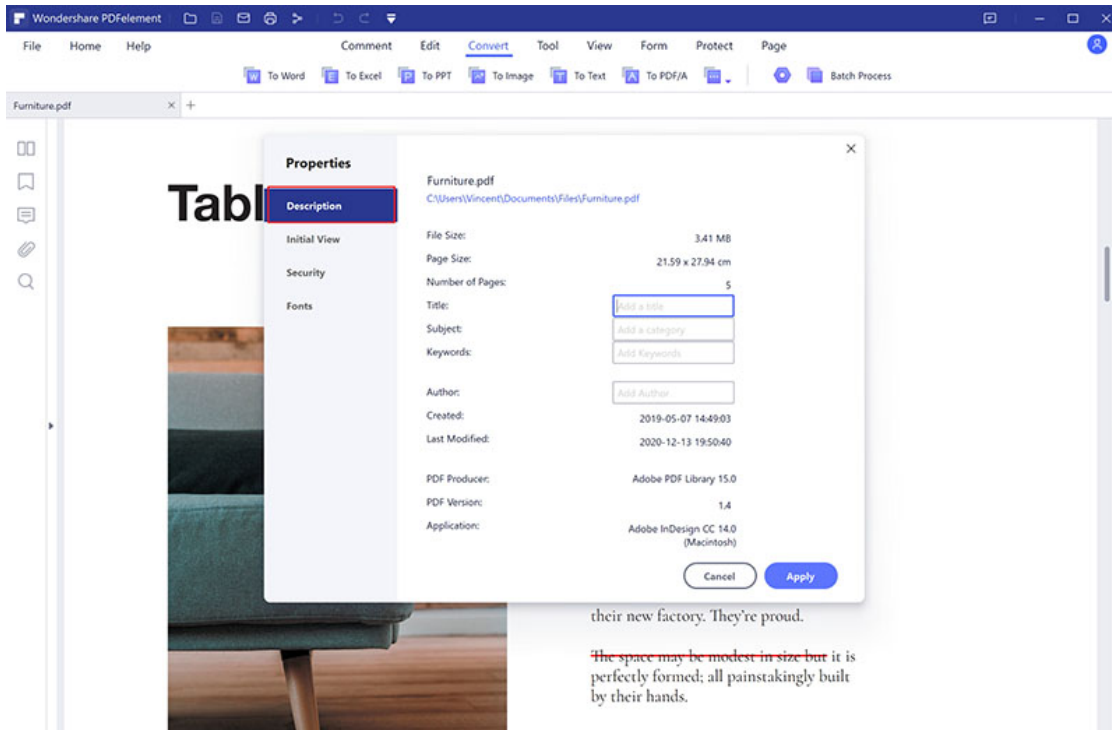 Wondershare PDFelement
File Home Help Comment Edit Convert Tool View Form Protect Page
To Word To Excel To PPT To Image To Text To PDF/A Batch Process
Furniture.pdf
Tabl
Properties
Description
Initial View
Security
Fonts
Furniture.pdf
C:\Users\Vincent\Documents\Files\Furniture.pdf
File Size: 3.41 MB
Page Size: 21.59 x 27.94 cm
Number of Pages: 5
Title: Add a title
Subject: Add a category
Keywords: Add Keywords
Author: Add Author
Created: 2019-05-07 14:49:03
Last Modified: 2020-12-13 19:50:40
PDF Producer: Adobe PDF Library 15.0
PDF Version: 1.4
Application: Adobe InDesign CC 14.0
(Macintosh)
Cancel Apply
their new factory. They're proud.
The space may be modest in size but it is
perfectly formed; all painstakingly built
by their hands.